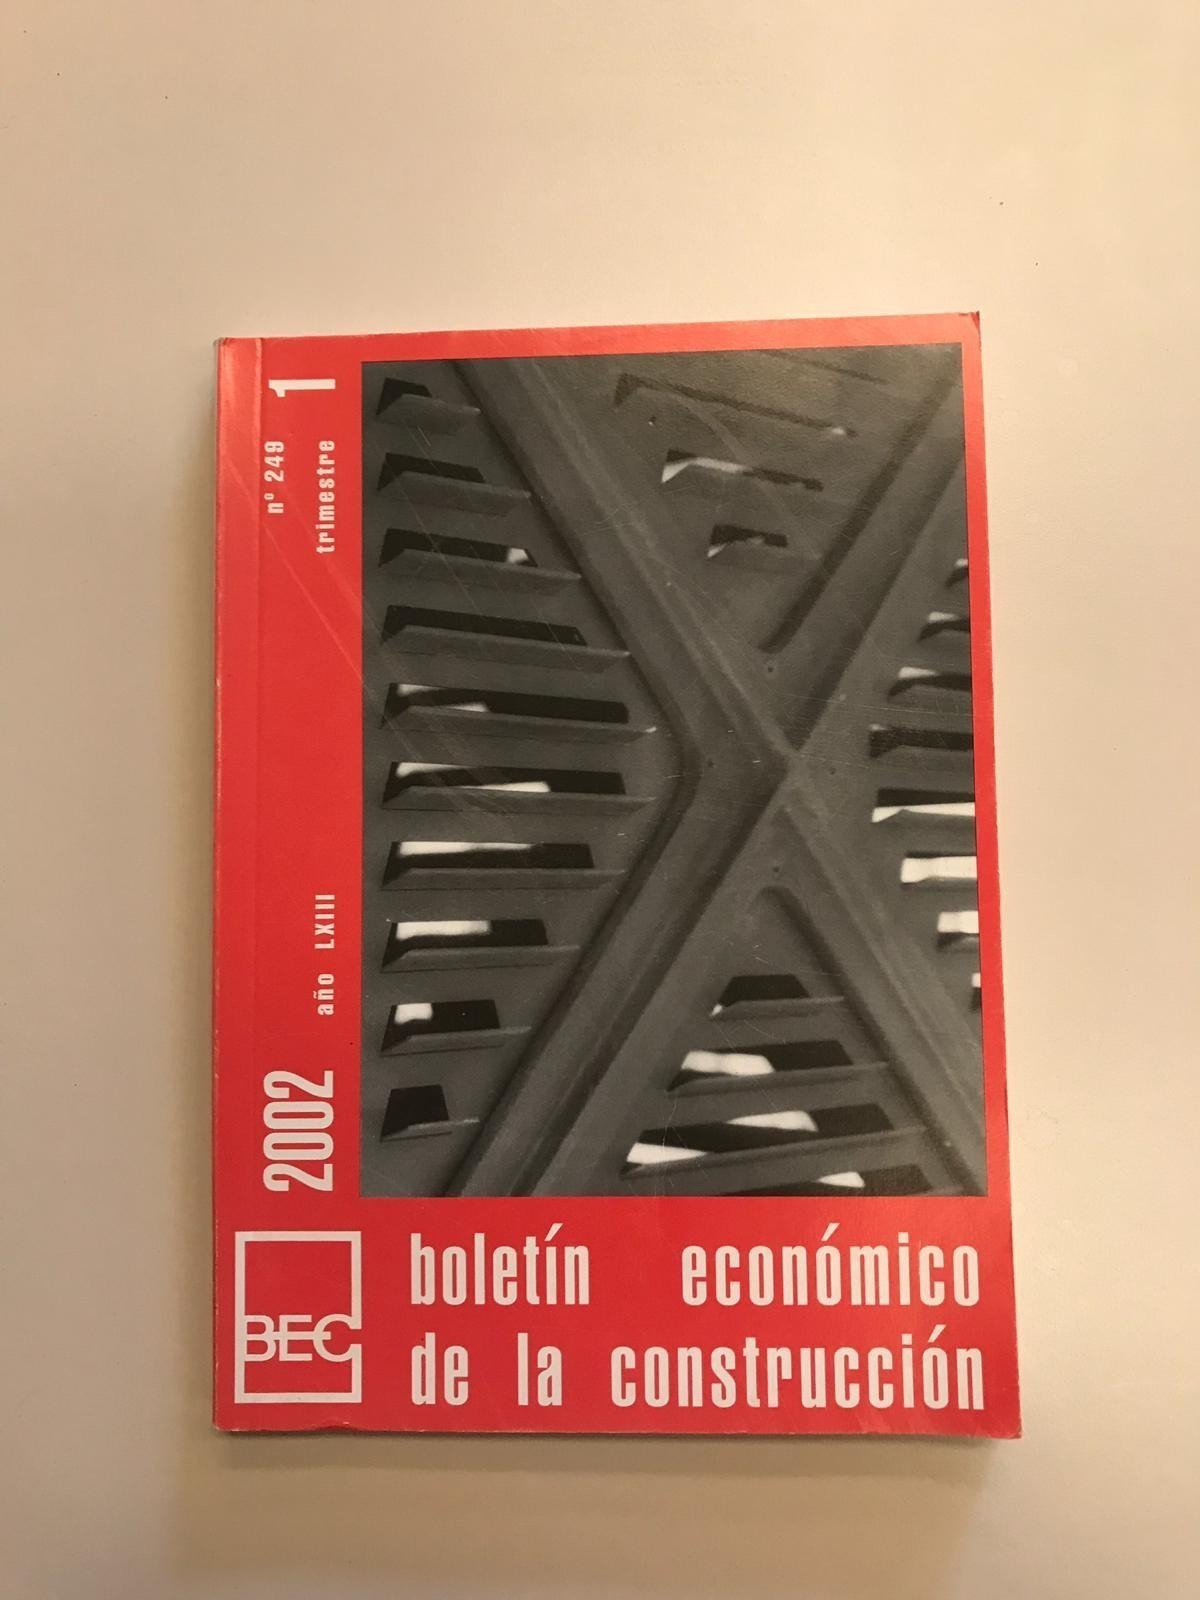 nº 249
trimestre 1
año LXIII
2002
BEC
boletín económico
de la construcción